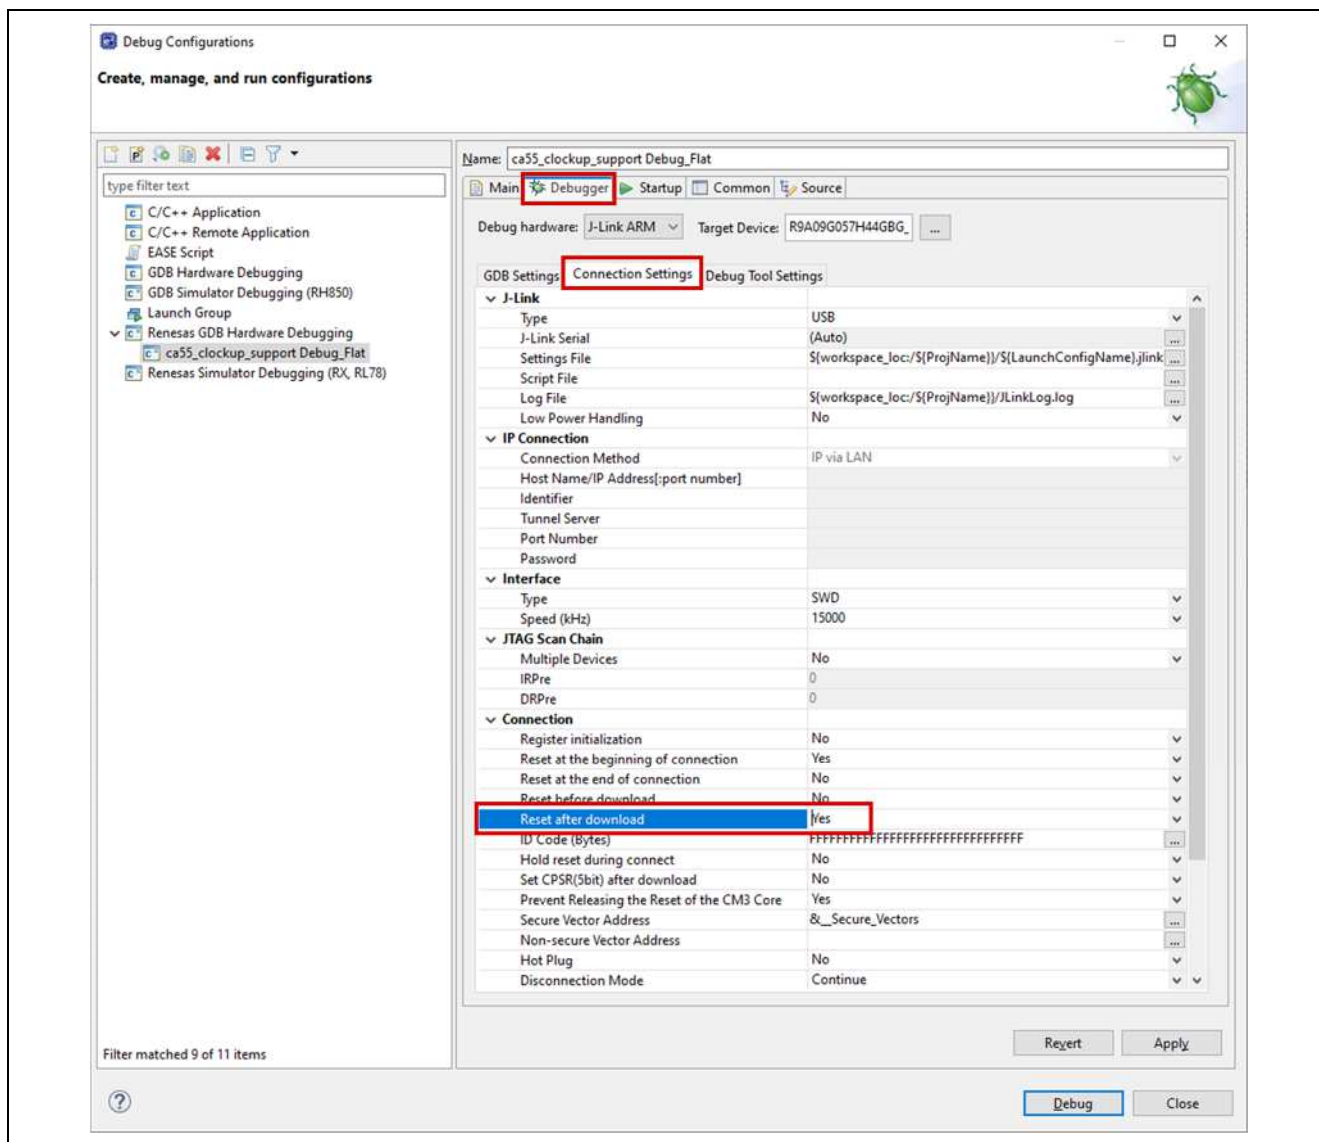 Debug Configurations
Create, manage, and run configurations
type filter text
C/C++ Application
C/C++ Remote Application
EASE Script
GDB Hardware Debugging
GDB Simulator Debugging (RH850)
Launch Group
Renesas GDB Hardware Debugging
ca55_clockup_support Debug_Flat
Renesas Simulator Debugging (RX, RL78)
Filter matched 9 of 11 items
Name: ca55_clockup_support Debug_Flat
Main Debugger Startup Common Source
Debug hardware: J-Link ARM Target Device: R9A09G057H44GBG_ ...
GDB Settings Connection Settings Debug Tool Settings
J-Link
Type USB
J-Link Serial (Auto) ...
Settings File ${workspace_loc:/${ProjName}}/${LaunchConfigName}.jlink ...
Script File ...
Log File ${workspace_loc:/${ProjName}}/JLinkLog.log ...
Low Power Handling No
IP Connection
Connection Method IP via LAN
Host Name/IP Address[:port number]
Identifier
Tunnel Server
Port Number
Password
Interface
Type SWD
Speed (kHz) 15000
JTAG Scan Chain
Multiple Devices No
IRPre 0
DRPre 0
Connection
Register initialization No
Reset at the beginning of connection Yes
Reset at the end of connection No
Reset before download No
Reset after download Yes
ID Code (Bytes) FFFFFFFFFFFFFFFFFFFFFFFFFFFFFFFF ...
Hold reset during connect No
Set CPSR(5bit) after download No
Prevent Releasing the Reset of the CM3 Core Yes
Secure Vector Address &__Secure_Vectors ...
Non-secure Vector Address ...
Hot Plug No
Disconnection Mode Continue
Revert Apply
Debug Close